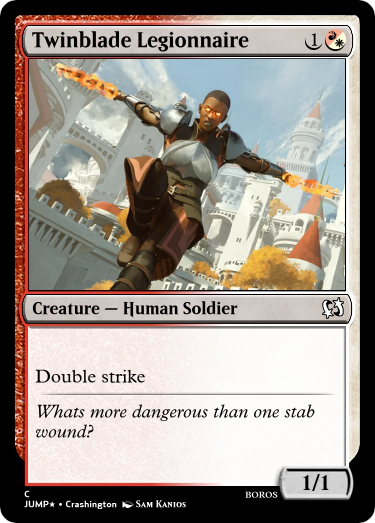 Twinblade Legionnaire 1
Creature — Human Soldier
Double strike
Whats more dangerous than one stab
wound?
1/1
C
BOROS
JUMP★ • Crashington Sam Kanios